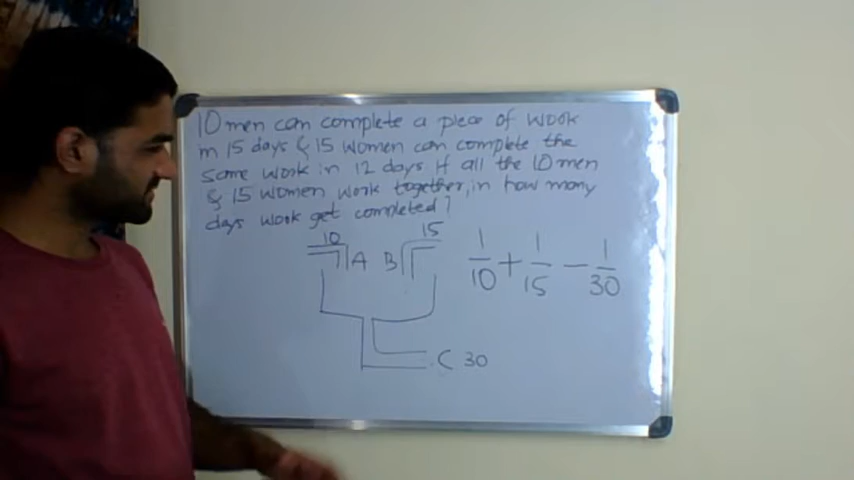 10 men can complete a piece of work
in 15 days & 15 women can complete the
same work in 12 days. If all the 10 men
& 15 women work together, in how many
days work get completed?
10 A B 15
1/10 + 1/15 - 1/30
C 30